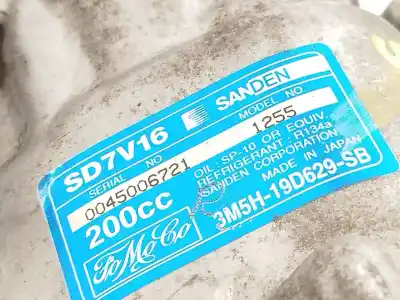 SD7V16 SANDEN
SERIAL NO MODEL NO.
0045006721 1255
200cc OIL: SP-10 OR EQUIV.
REFRIGERANT: R134a
SANDEN CORPORATION
MADE IN JAPAN
FoMoCo 3M5H-19D629-SB